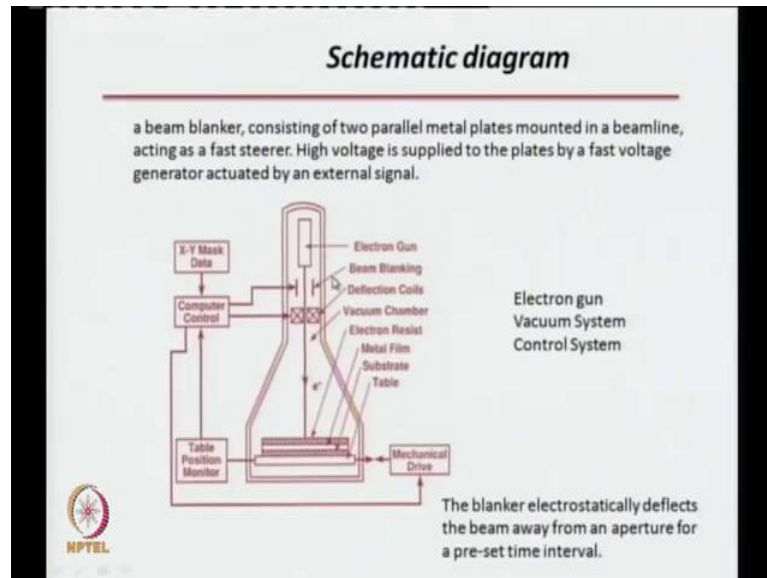 Schematic diagram
a beam blanker, consisting of two parallel metal plates mounted in a beamline,
acting as a fast steerer. High voltage is supplied to the plates by a fast voltage
generator actuated by an external signal.
X-Y Mask
Data
Computer
Control
Table
Position
Monitor
Electron Gun
Beam Blanking
Deflection Coils
Vacuum Chamber
Electron Resist
Metal Film
Substrate
Table
e-
Mechanical
Drive
Electron gun
Vacuum System
Control System
The blanker electrostatically deflects
the beam away from an aperture for
a pre-set time interval.
NPTEL